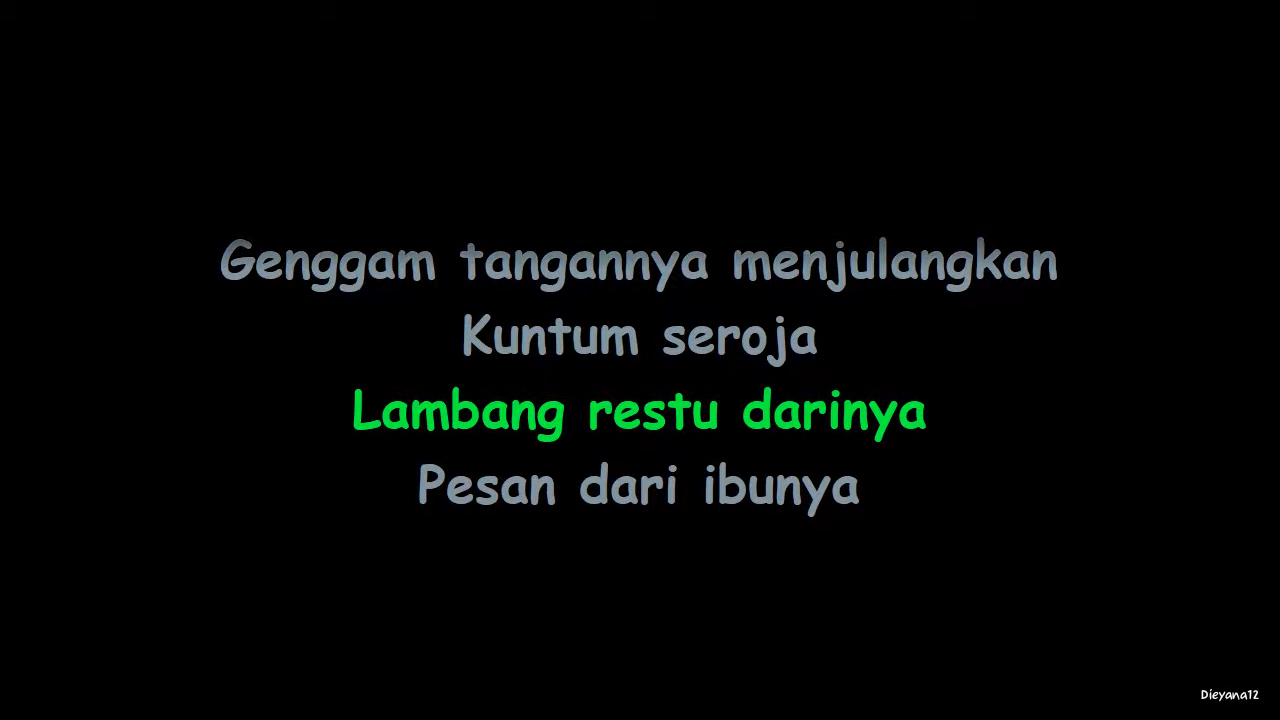 Genggam tangannya menjulangkan
Kuntum seroja
Lambang restu darinya
Pesan dari ibunya
Dieyana12